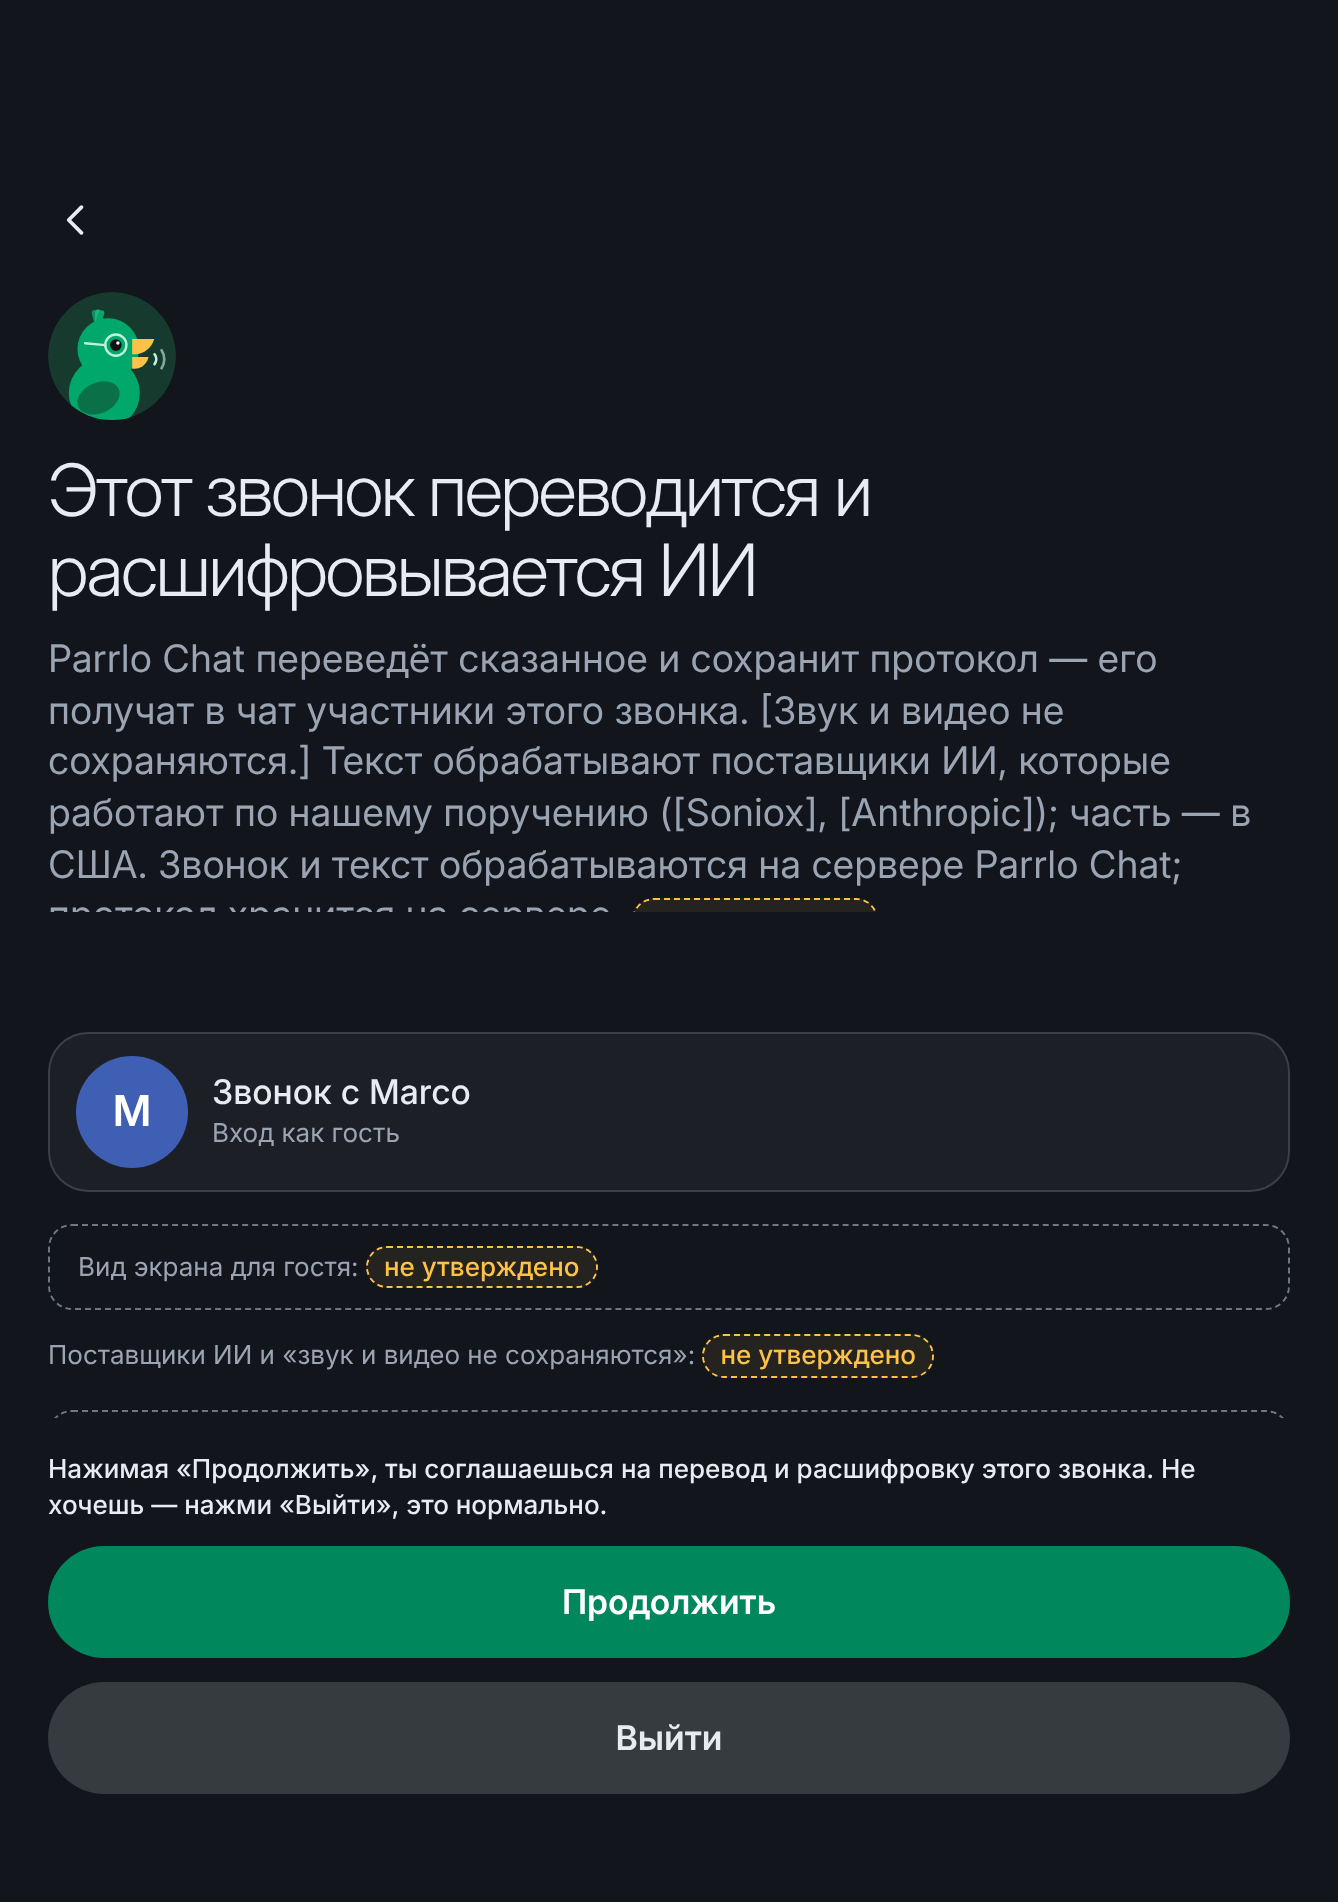 Этот звонок переводится и
расшифровывается ИИ
Parrlo Chat переведёт сказанное и сохранит протокол — его
получат в чат участники этого звонка. [Звук и видео не
сохраняются.] Текст обрабатывают поставщики ИИ, которые
работают по нашему поручению ([Soniox], [Anthropic]); часть — в
США. Звонок и текст обрабатываются на сервере Parrlo Chat;
протокол хранится на сервере
M
Звонок с Marco
Вход как гость
Вид экрана для гостя: не утверждено
Поставщики ИИ и «звук и видео не сохраняются»: не утверждено
Нажимая «Продолжить», ты соглашаешься на перевод и расшифровку этого звонка. Не
хочешь — нажми «Выйти», это нормально.
Продолжить
Выйти